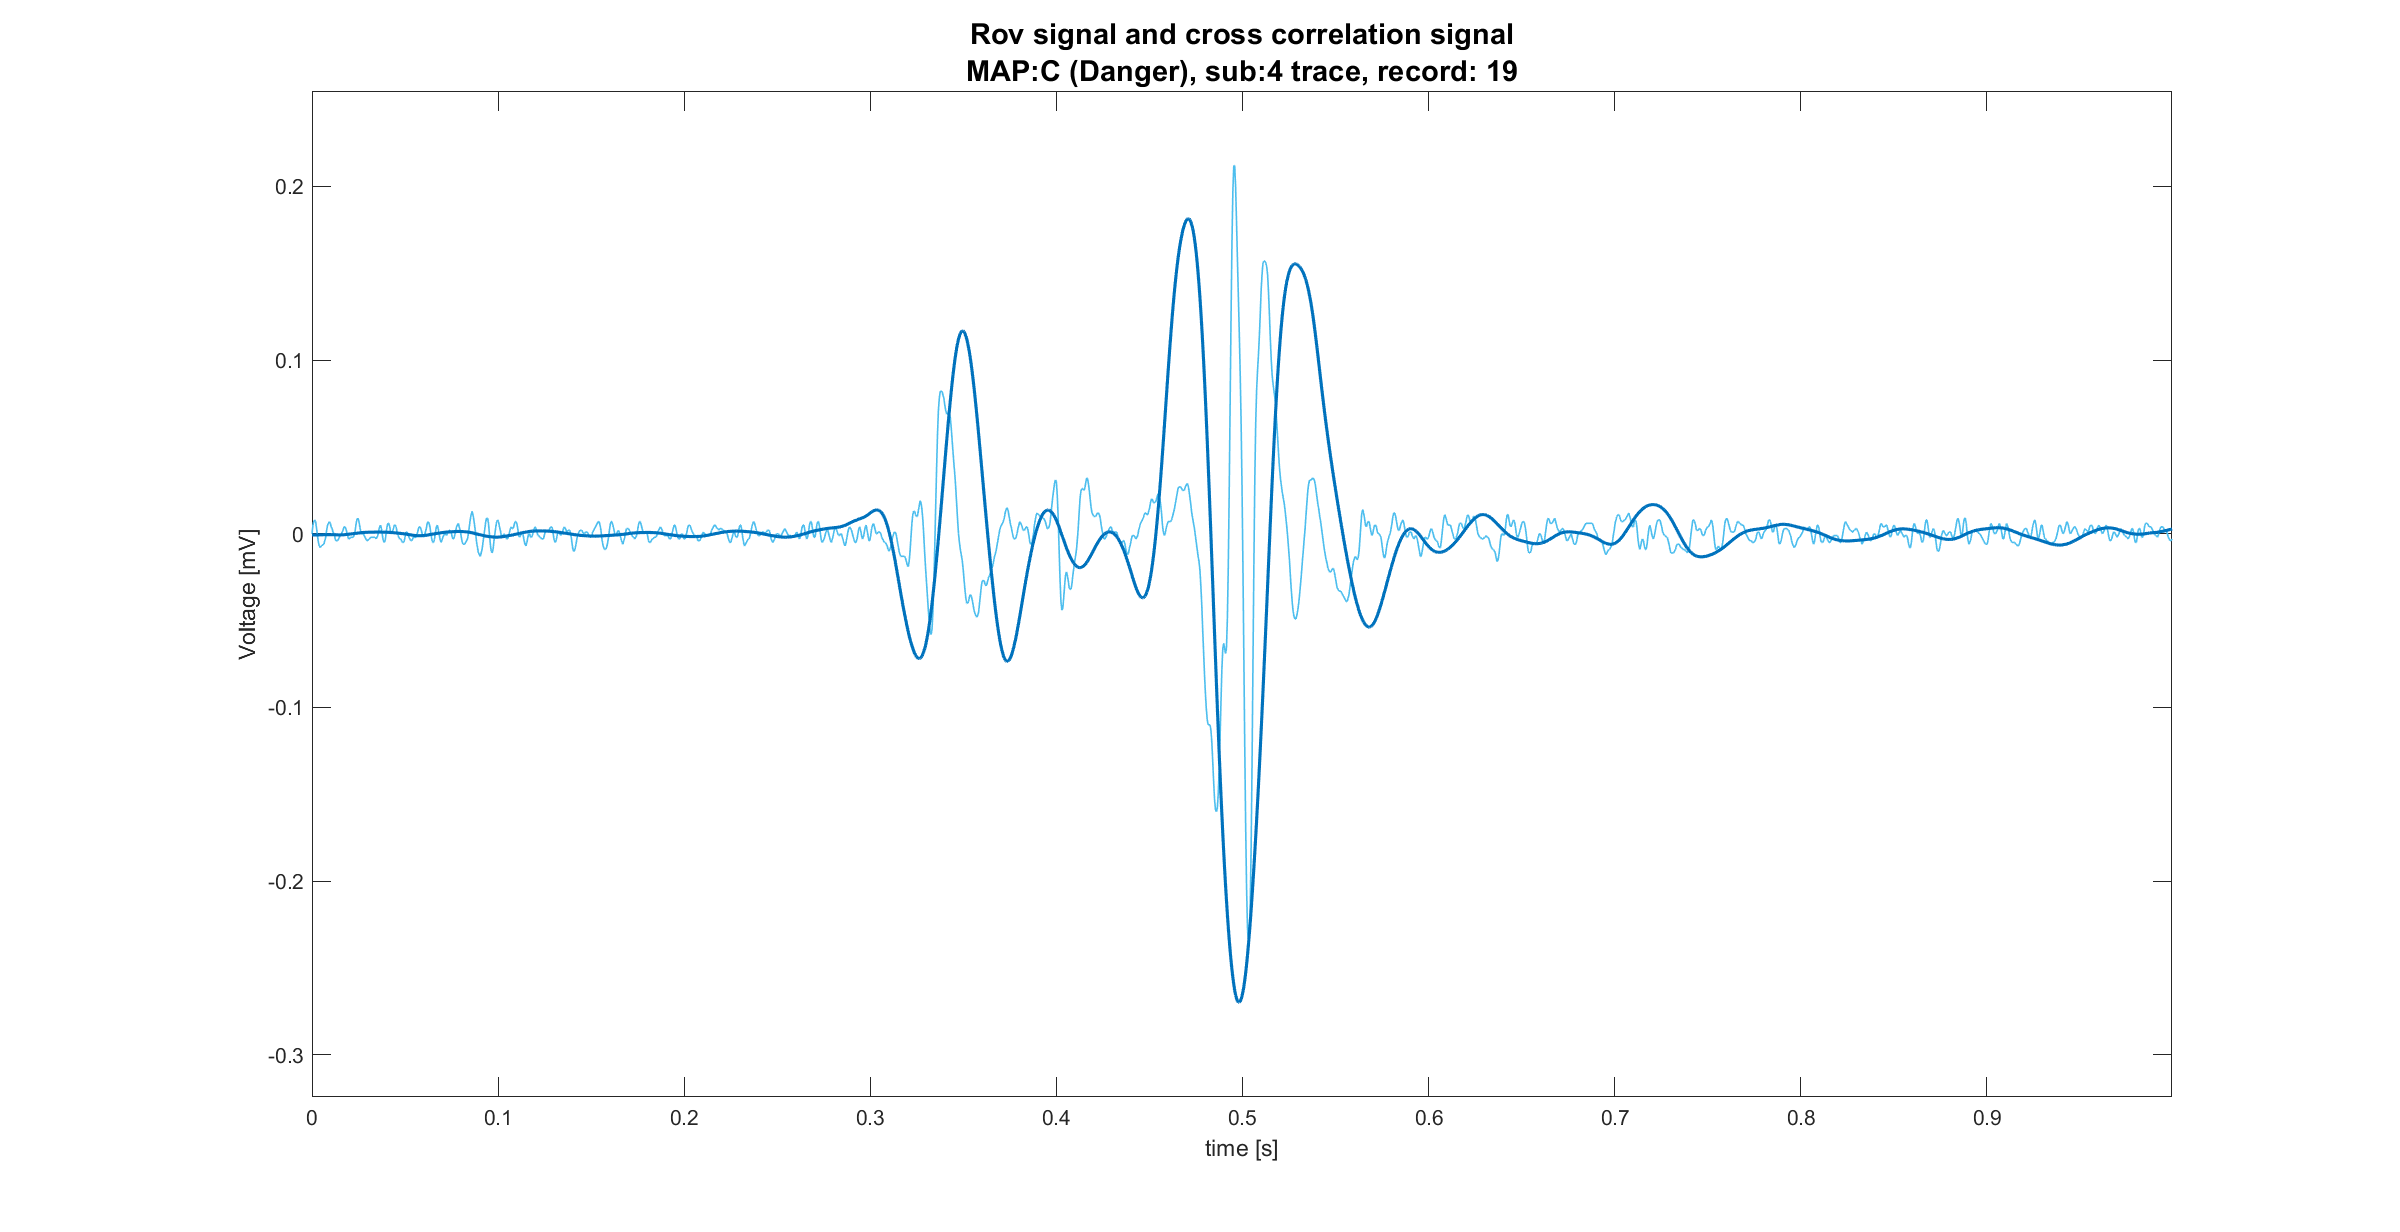 Rov signal and cross correlation signal
MAP:C (Danger), sub:4 trace, record: 19
0.2
0.1
0
-0.1
-0.2
-0.3
Voltage [mV]
0 0.1 0.2 0.3 0.4 0.5 0.6 0.7 0.8 0.9
time [s]